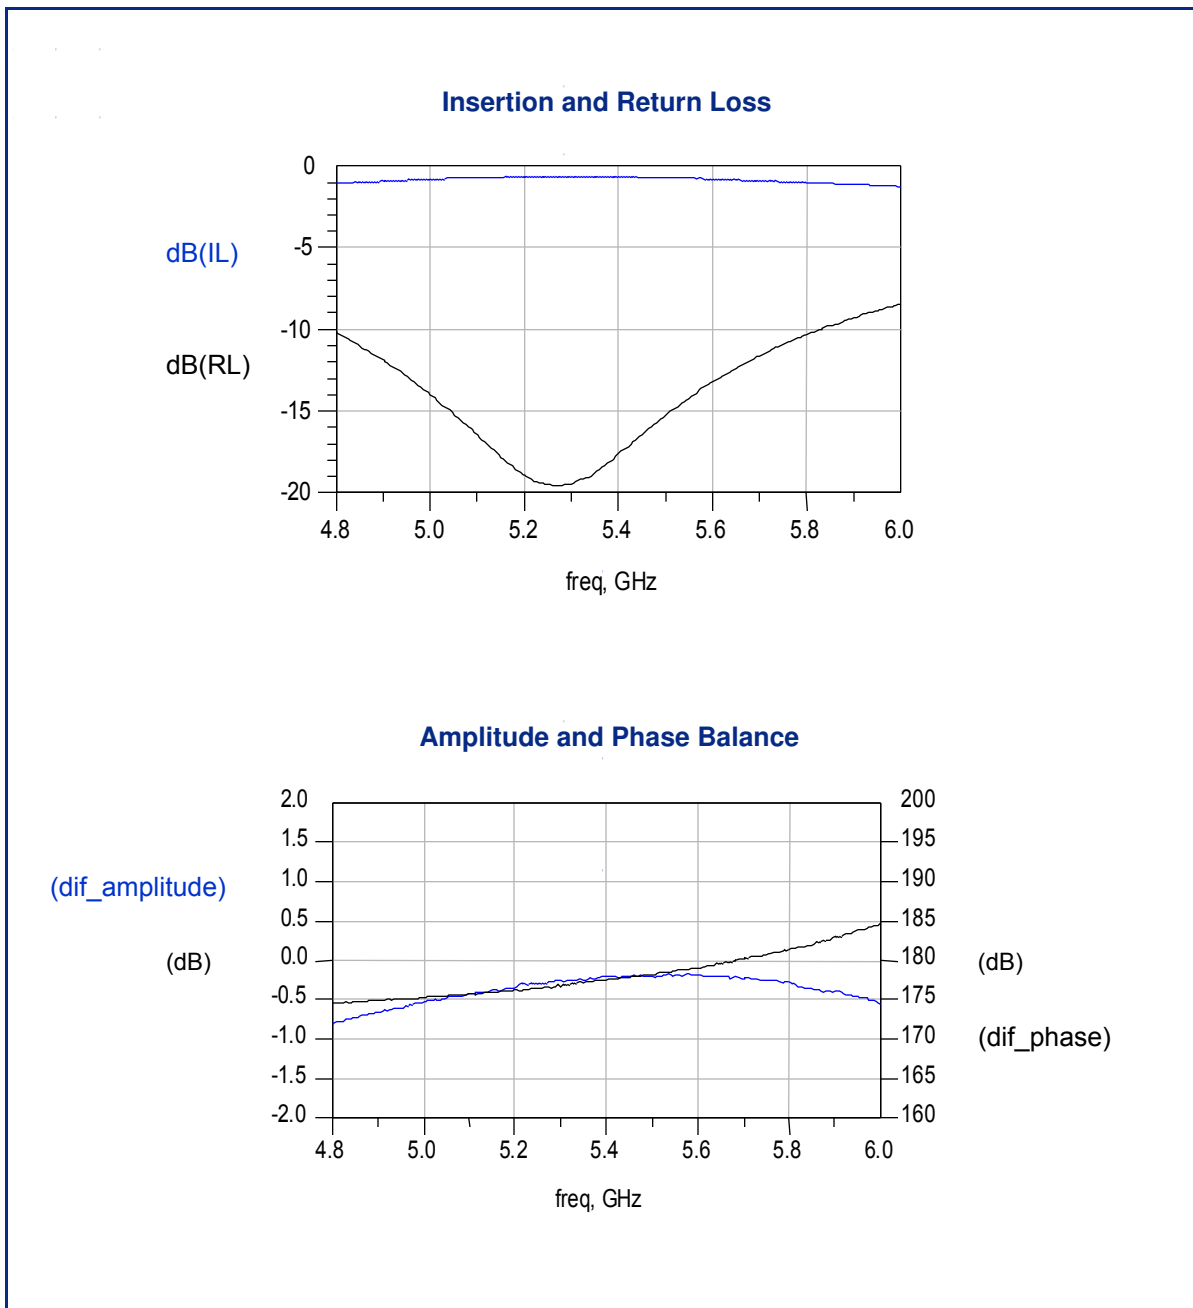 Insertion and Return Loss
0
-5
-10
-15
-20
dB(IL)
dB(RL)
4.8 5.0 5.2 5.4 5.6 5.8 6.0
freq, GHz
Amplitude and Phase Balance
2.0 200
1.5 195
1.0 190
(dif_amplitude)
0.5 185
(dB) 0.0 180 (dB)
-0.5 175
-1.0 170 (dif_phase)
-1.5 165
-2.0 160
4.8 5.0 5.2 5.4 5.6 5.8 6.0
freq, GHz